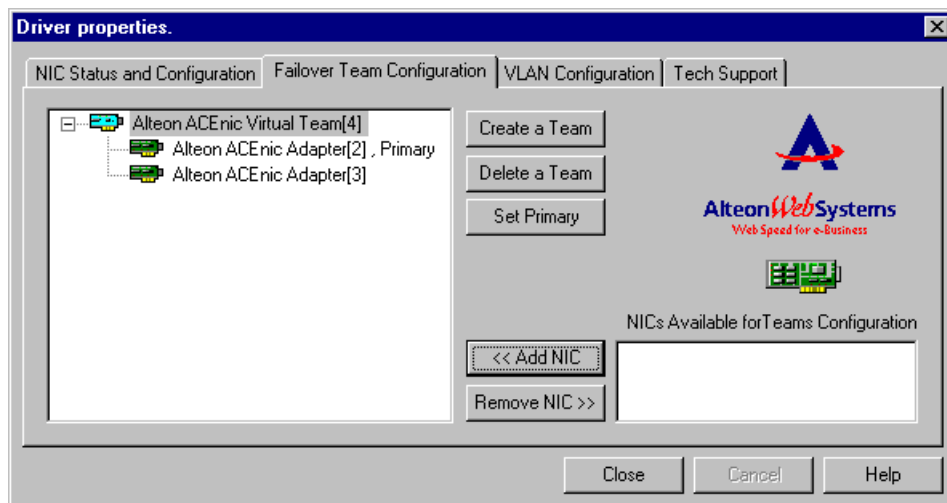 Driver properties.
NIC Status and Configuration
Failover Team Configuration
VLAN Configuration
Tech Support
Alteon ACEnic Virtual Team[4]
Alteon ACEnic Adapter[2] , Primary
Alteon ACEnic Adapter[3]
Create a Team
Delete a Team
Set Primary
Alteon WebSystems
Web Speed for e-Business
NICs Available forTeams Configuration
<< Add NIC
Remove NIC >>
Close
Cancel
Help